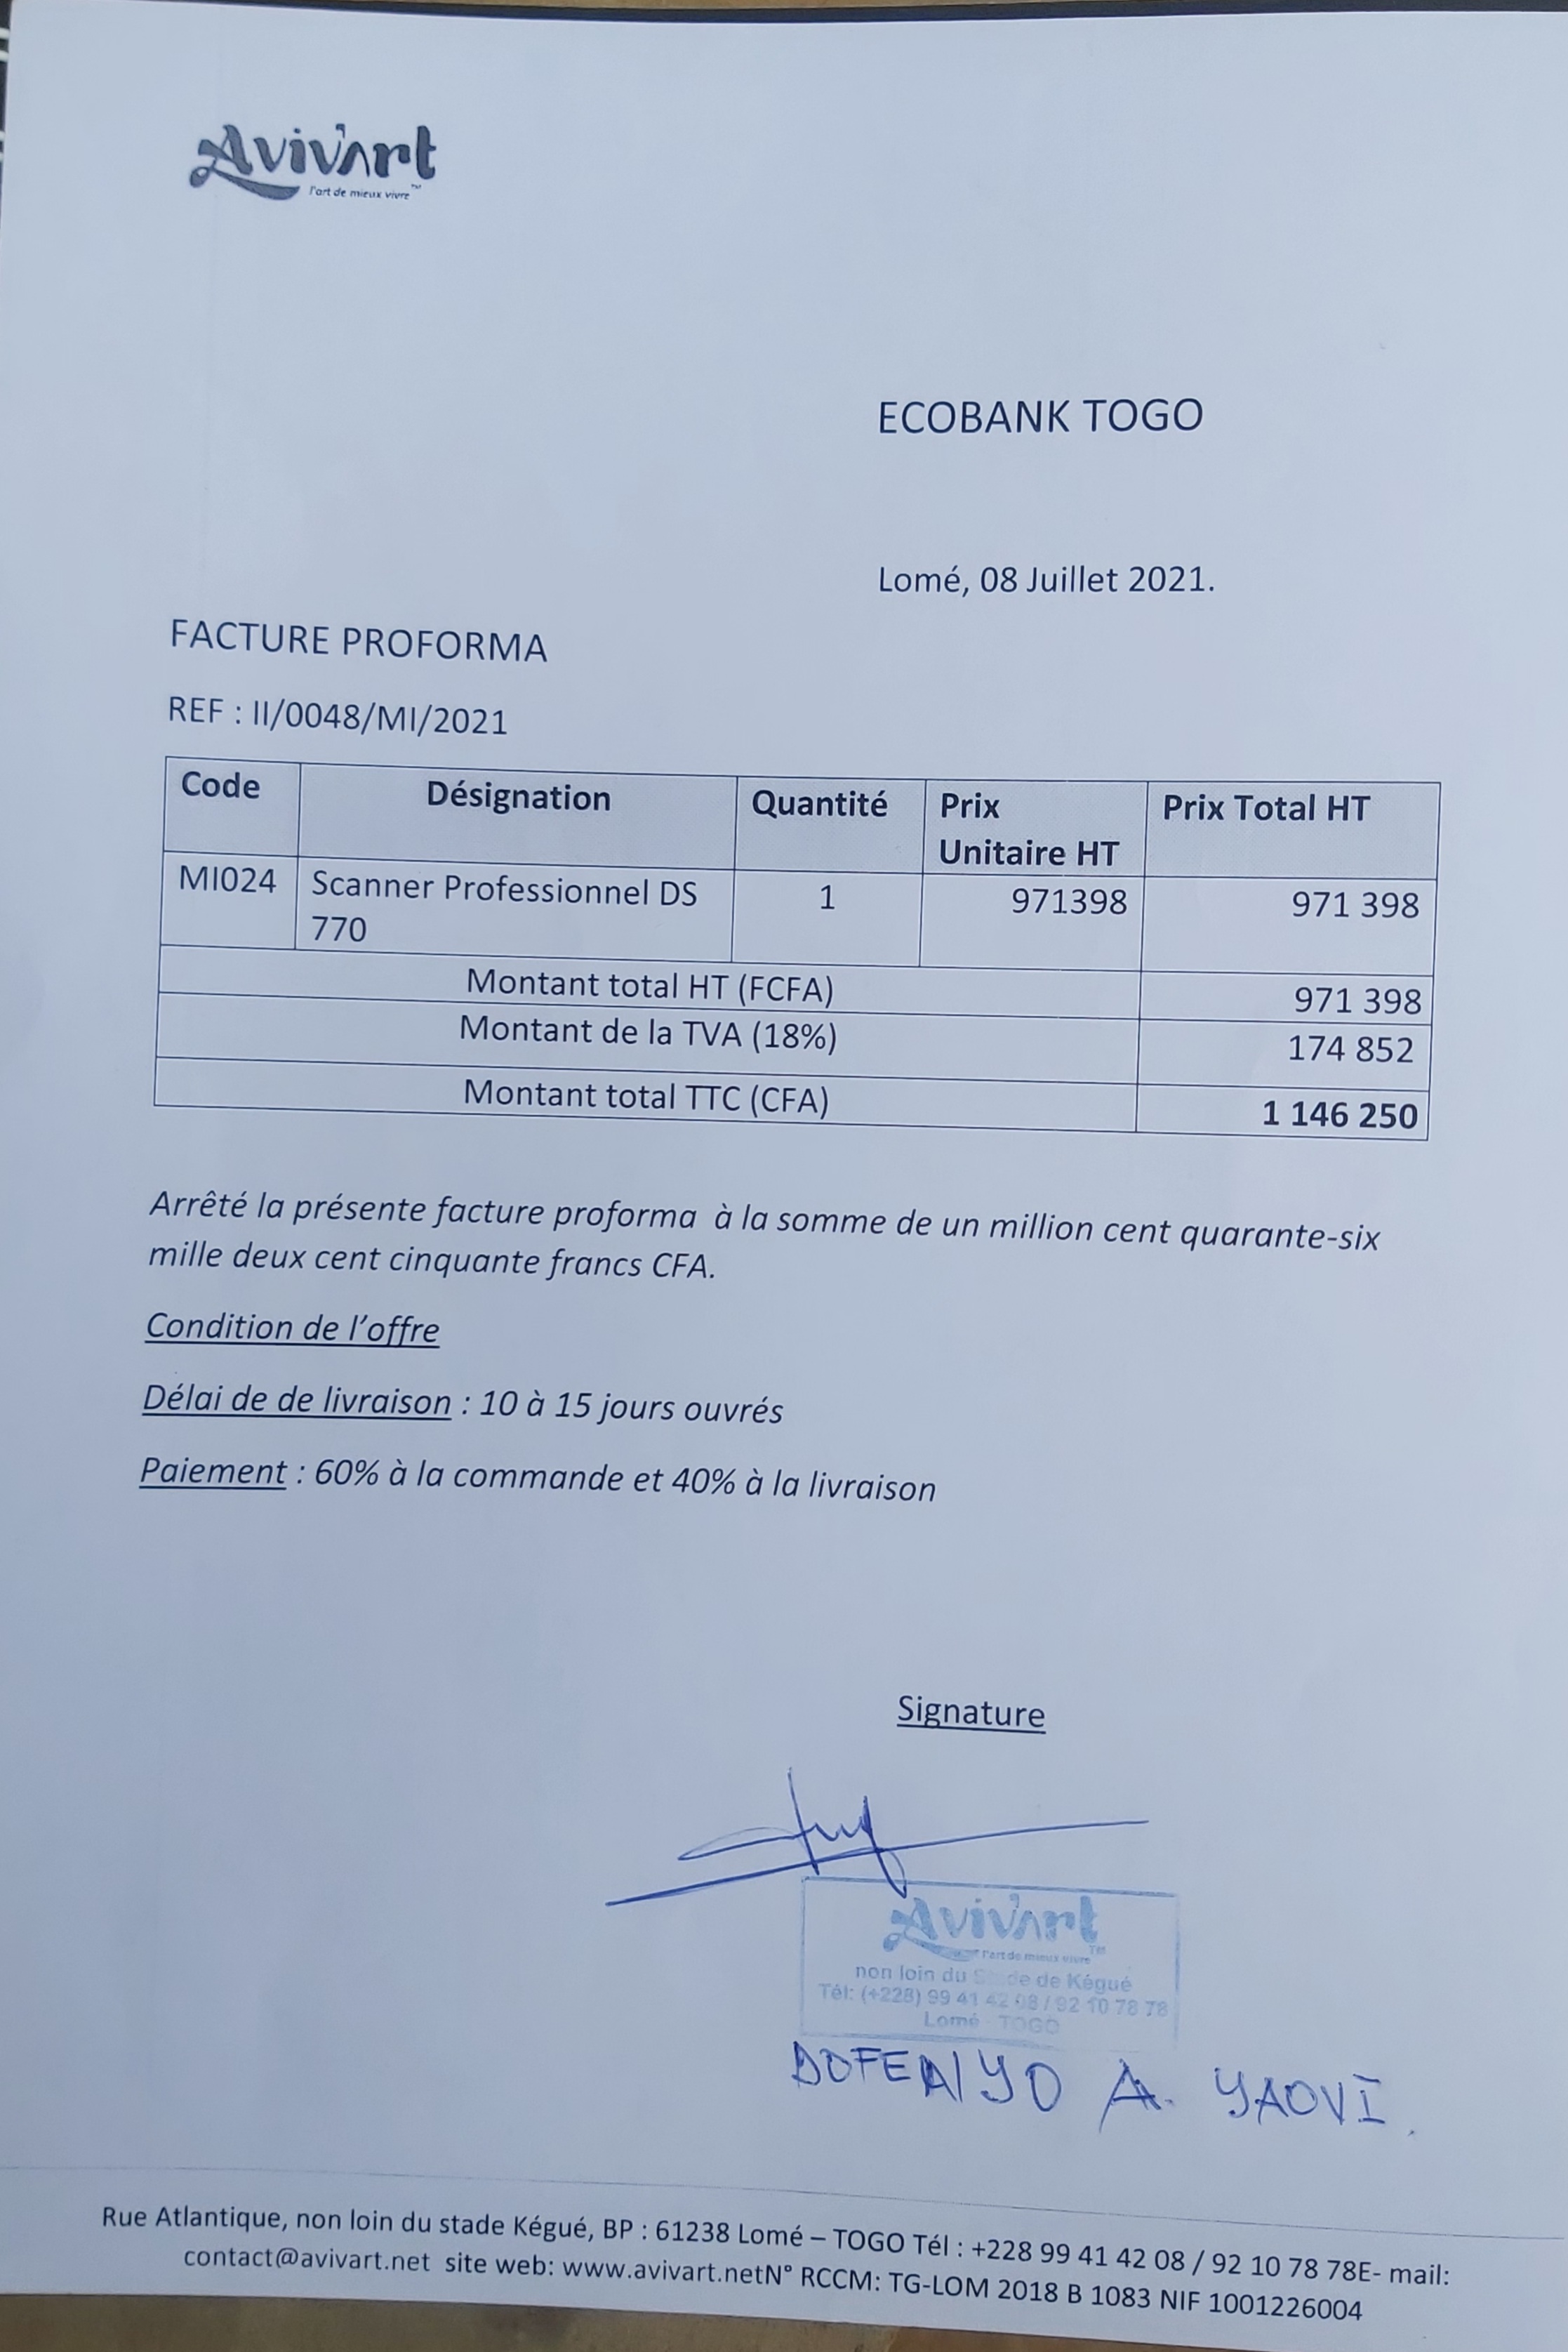 Aviv'Art
l'art de mieux vivre™
ECOBANK TOGO
Lomé, 08 Juillet 2021.
FACTURE PROFORMA
REF : II/0048/MI/2021
Code Désignation Quantité Prix Unitaire HT Prix Total HT
MI024 Scanner Professionnel DS 770 1 971398 971 398
Montant total HT (FCFA) 971 398
Montant de la TVA (18%) 174 852
Montant total TTC (CFA) 1 146 250
Arrêté la présente facture proforma à la somme de un million cent quarante-six
mille deux cent cinquante francs CFA.
Condition de l'offre
Délai de de livraison : 10 à 15 jours ouvrés
Paiement : 60% à la commande et 40% à la livraison
Signature
Aviv'Art
l'art de mieux vivre™
non loin du Stade de Kégué
Tél: (+228) 99 41 42 08 / 92 10 78 78
Lomé TOGO
DOFENYO A. YAOVI.
Rue Atlantique, non loin du stade Kégué, BP : 61238 Lomé – TOGO Tél : +228 99 41 42 08 / 92 10 78 78E- mail:
contact@avivart.net site web: www.avivart.netN° RCCM: TG-LOM 2018 B 1083 NIF 1001226004